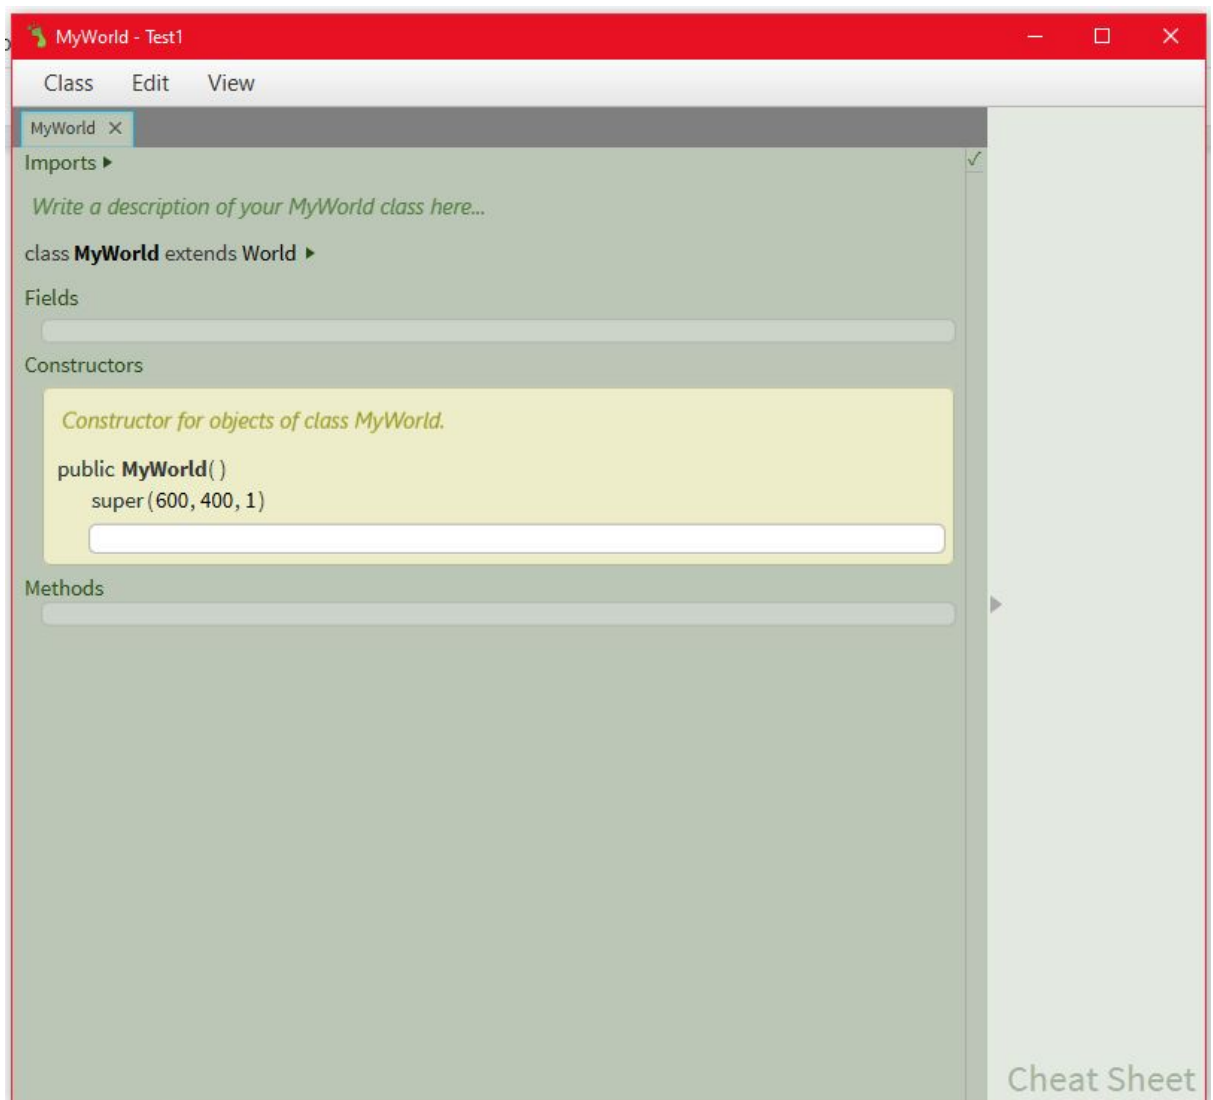 MyWorld - Test1
Class Edit View
MyWorld
Imports
Write a description of your MyWorld class here...
class MyWorld extends World
Fields
Constructors
Constructor for objects of class MyWorld.
public MyWorld()
super(600, 400, 1)
Methods
Cheat Sheet